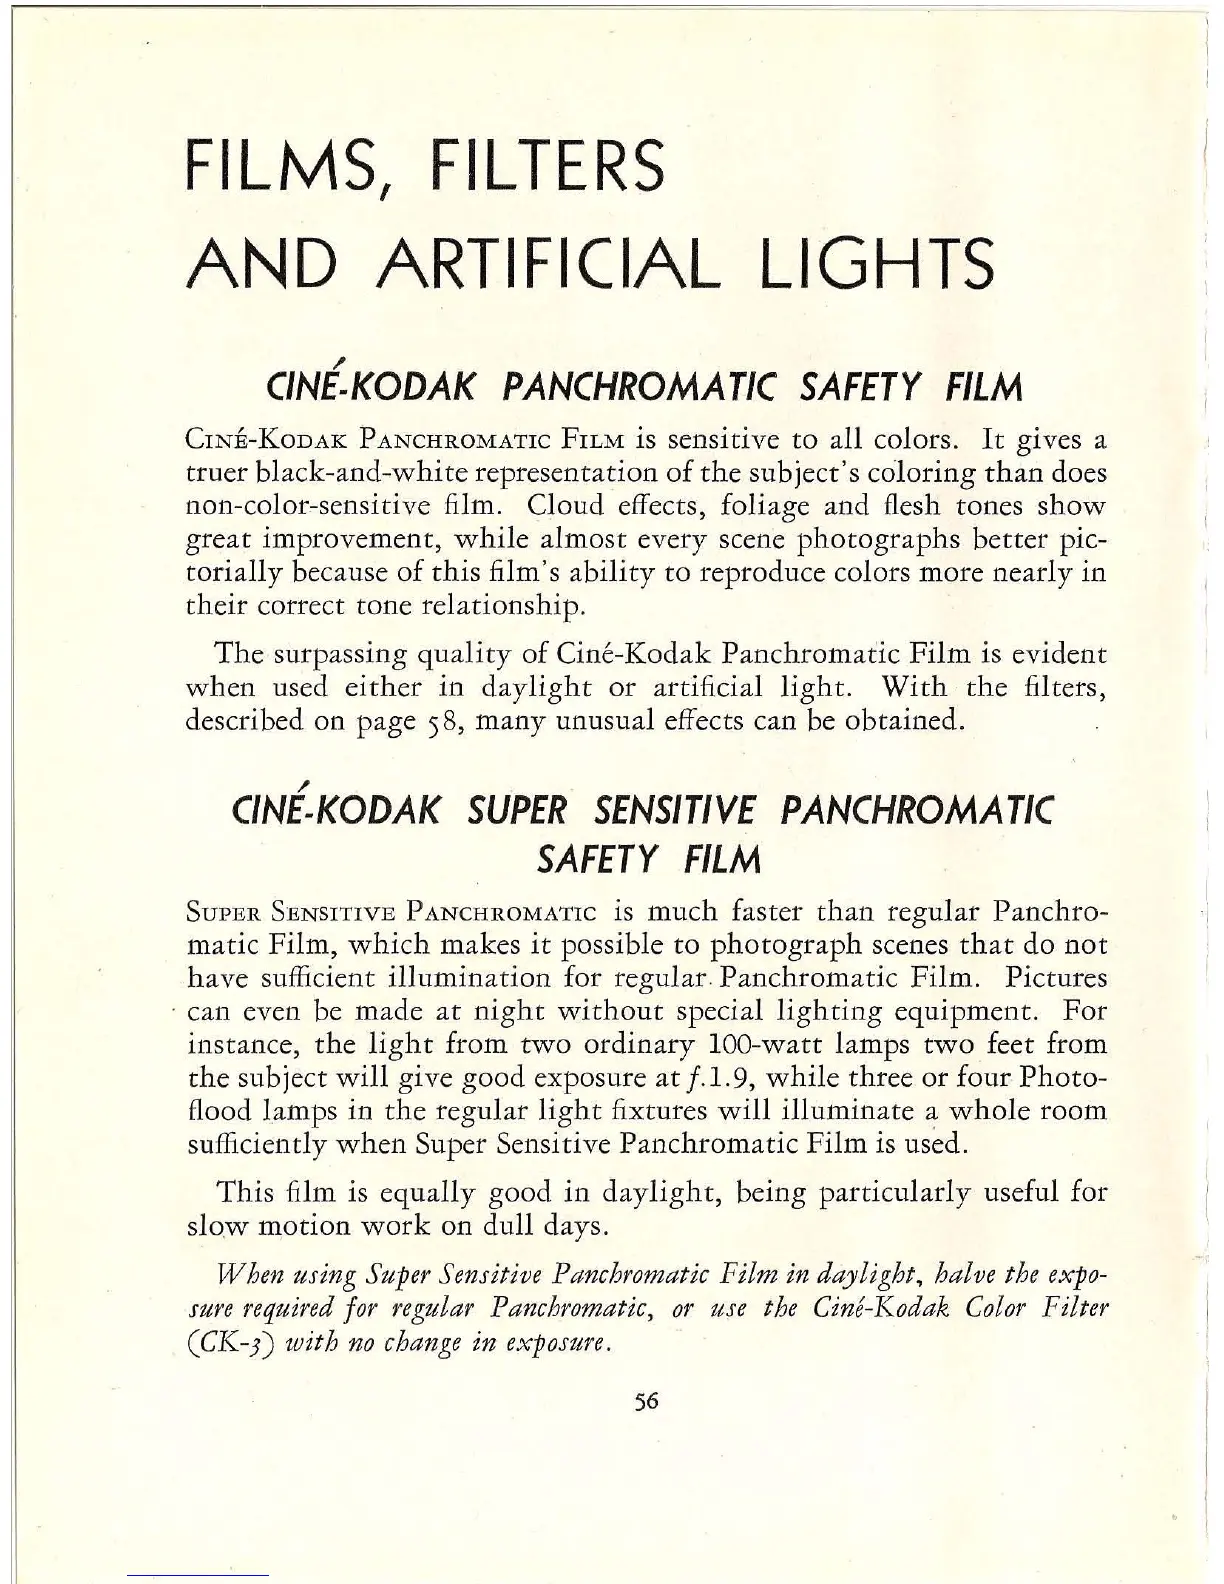 FILMS, FILTERS
AND ARTIFICIAL LIGHTS
CINÉ-KODAK PANCHROMATIC SAFETY FILM
CINÉ-KODAK PANCHROMATIC FILM is sensitive to all colors. It gives a
truer black-and-white representation of the subject's coloring than does
non-color-sensitive film. Cloud effects, foliage and flesh tones show
great improvement, while almost every scene photographs better pic-
torially because of this film's ability to reproduce colors more nearly in
their correct tone relationship.
The surpassing quality of Ciné-Kodak Panchromatic Film is evident
when used either in daylight or artificial light. With the filters,
described on page 58, many unusual effects can be obtained.
CINÉ-KODAK SUPER SENSITIVE PANCHROMATIC
SAFETY FILM
SUPER SENSITIVE PANCHROMATIC is much faster than regular Panchro-
matic Film, which makes it possible to photograph scenes that do not
have sufficient illumination for regular Panchromatic Film. Pictures
can even be made at night without special lighting equipment. For
instance, the light from two ordinary 100-watt lamps two feet from
the subject will give good exposure at f.1.9, while three or four Photo-
flood lamps in the regular light fixtures will illuminate a whole room
sufficiently when Super Sensitive Panchromatic Film is used.
This film is equally good in daylight, being particularly useful for
slow motion work on dull days.
When using Super Sensitive Panchromatic Film in daylight, halve the expo-
sure required for regular Panchromatic, or use the Ciné-Kodak Color Filter
(CK-3) with no change in exposure.
56